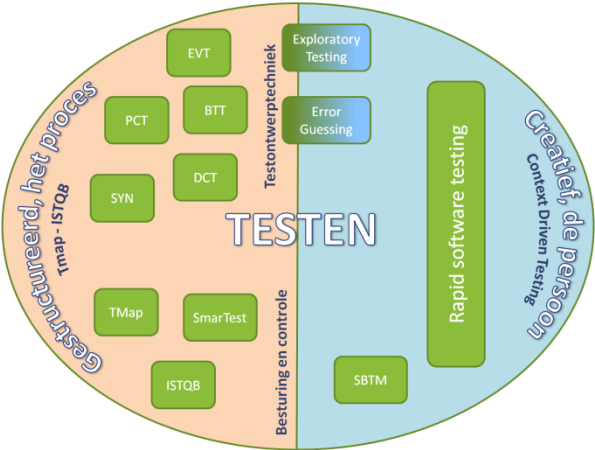 Gestructureerd, het proces
Tmap - ISTQB
EVT
PCT
BTT
DCT
SYN
Testontwerptechniek
Exploratory
Testing
Error
Guessing
TESTEN
TMap
SmarTest
ISTQB
Besturing en controle
SBTM
Rapid software testing
Creatief, de persoon
Context Driven Testing